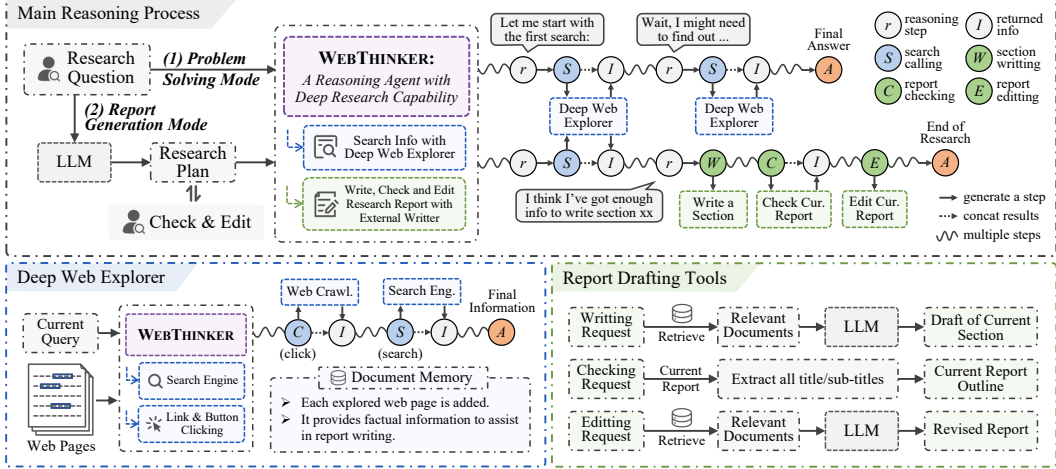 Main Reasoning Process
Research
Question
(1) Problem
Solving Mode
(2) Report
Generation Mode
LLM
Research
Plan
Check & Edit
WEBTHINKER:
A Reasoning Agent with
Deep Research Capability
Search Info with
Deep Web Explorer
Write, Check and Edit
Research Report with
External Writter
Let me start with
the first search:
Wait, I might need
to find out ...
r
S
I
r
S
I
A
Final
Answer
Deep Web
Explorer
Deep Web
Explorer
r
S
I
r
W
C
I
E
A
End of
Research
I think I've got enough
info to write section xx
Write a
Section
Check Cur.
Report
Edit Cur.
Report
r
reasoning
step
I
returned
info
S
search
calling
W
section
writting
C
report
checking
E
report
editting
generate a step
concat results
multiple steps
Deep Web Explorer
Current
Query
Web Pages
WEBTHINKER
Search Engine
Link & Button
Clicking
Web Crawl.
Search Eng.
Final
Information
C
I
S
I
A
(click)
(search)
Document Memory
➢ Each explored web page is added.
➢ It provides factual information to assist
in report writing.
Report Drafting Tools
Writting
Request
Retrieve
Relevant
Documents
LLM
Draft of Current
Section
Checking
Request
Current
Report
Extract all title/sub-titles
Current Report
Outline
Editting
Request
Retrieve
Relevant
Documents
LLM
Revised Report